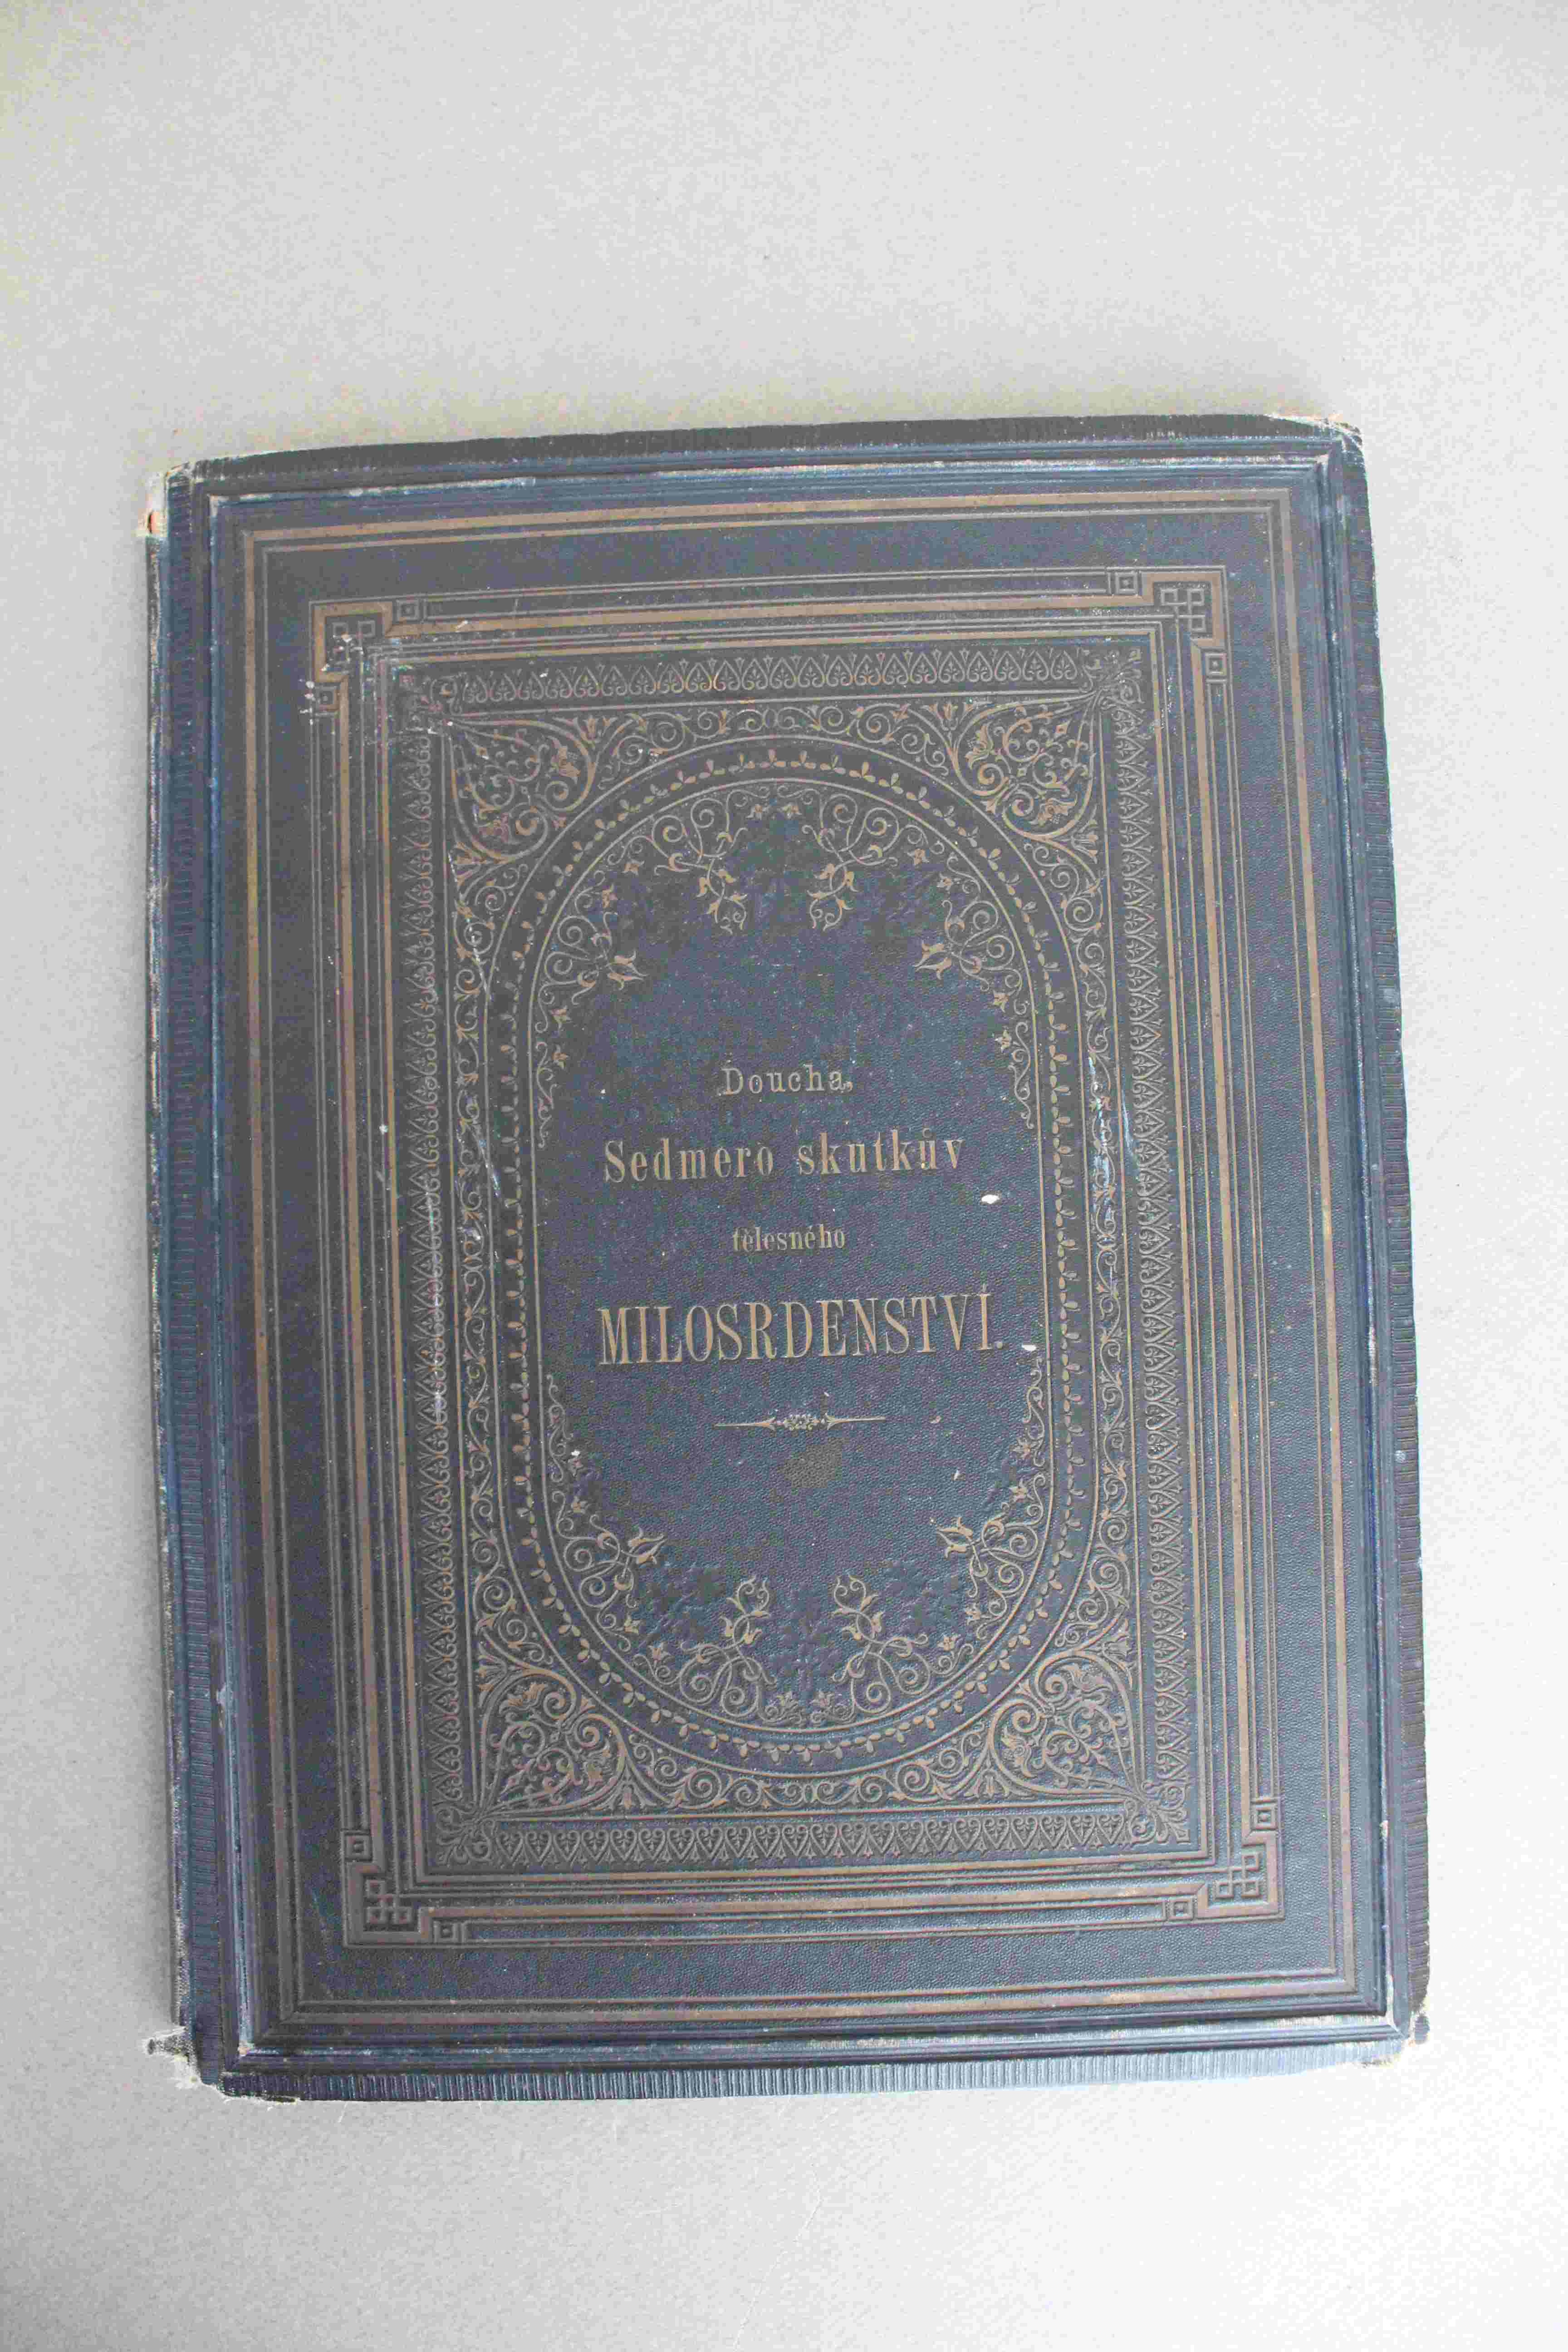 Doucha,
Sedmero skutkův
tělesného
MILOSRDENSTVÍ.